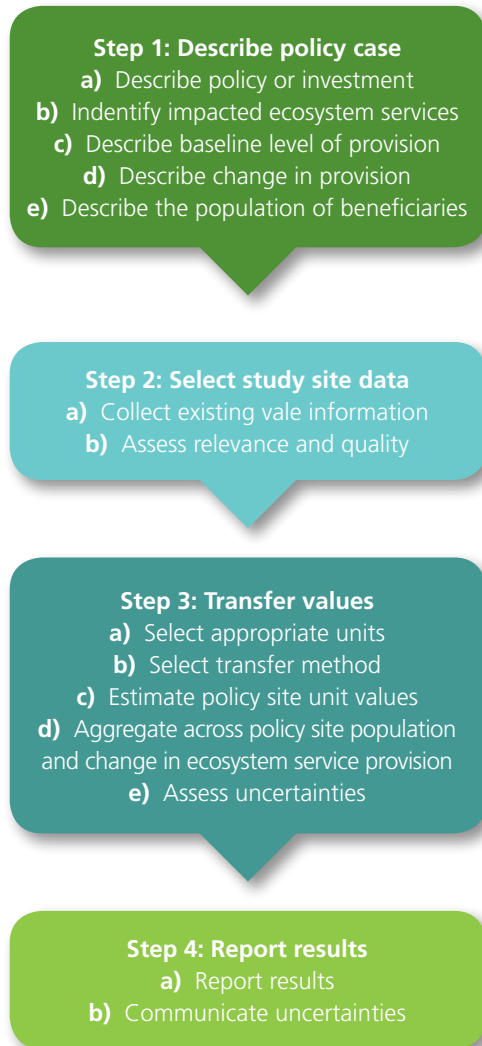 Step 1: Describe policy case
a) Describe policy or investment
b) Indentify impacted ecosystem services
c) Describe baseline level of provision
d) Describe change in provision
e) Describe the population of beneficiaries
Step 2: Select study site data
a) Collect existing vale information
b) Assess relevance and quality
Step 3: Transfer values
a) Select appropriate units
b) Select transfer method
c) Estimate policy site unit values
d) Aggregate across policy site population
and change in ecosystem service provision
e) Assess uncertainties
Step 4: Report results
a) Report results
b) Communicate uncertainties